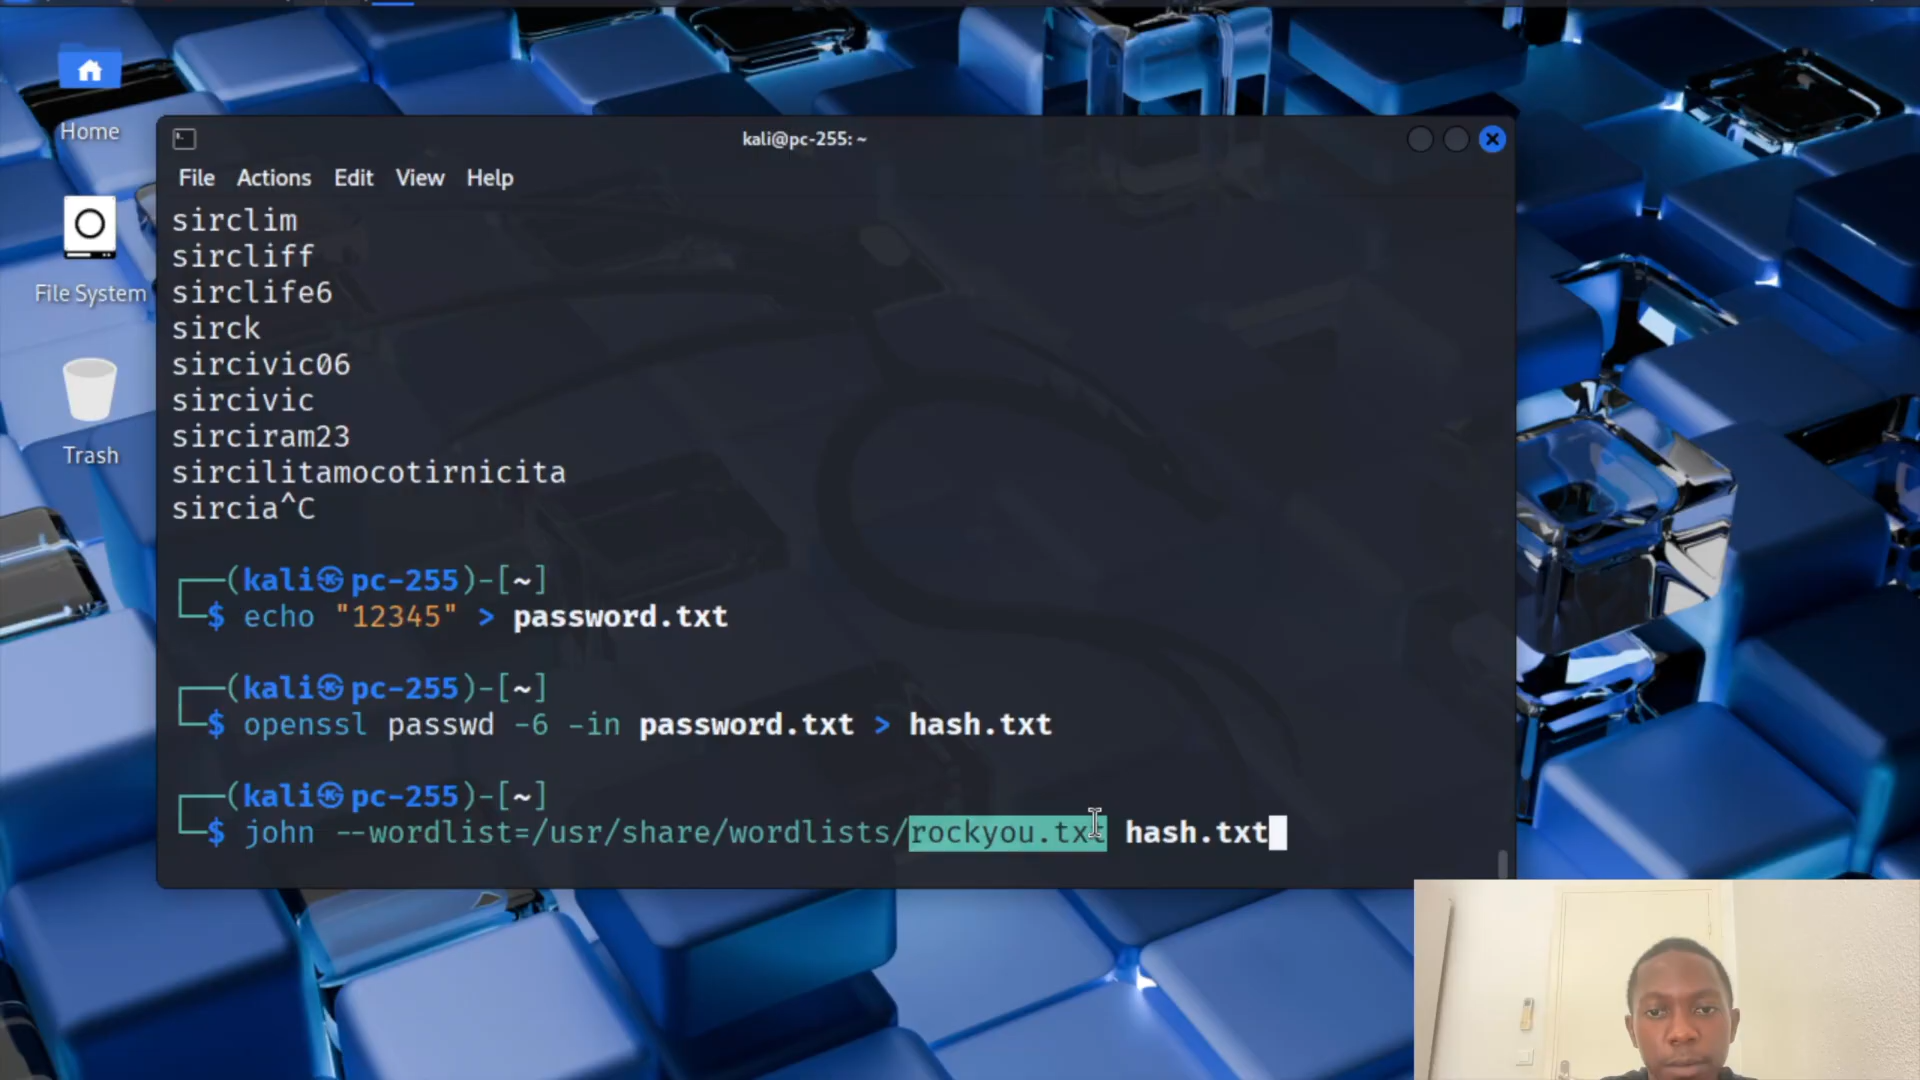 Home
File System
Trash
kali@pc-255: ~
File Actions Edit View Help
sirclim
sircliff
sirclife6
sirck
sircivic06
sircivic
sirciram23
sircilitamocotirnicita
sircia^C
(kali㉿pc-255)-[~]
$ echo "12345" > password.txt
(kali㉿pc-255)-[~]
$ openssl passwd -6 -in password.txt > hash.txt
(kali㉿pc-255)-[~]
$ john --wordlist=/usr/share/wordlists/rockyou.txt hash.txt